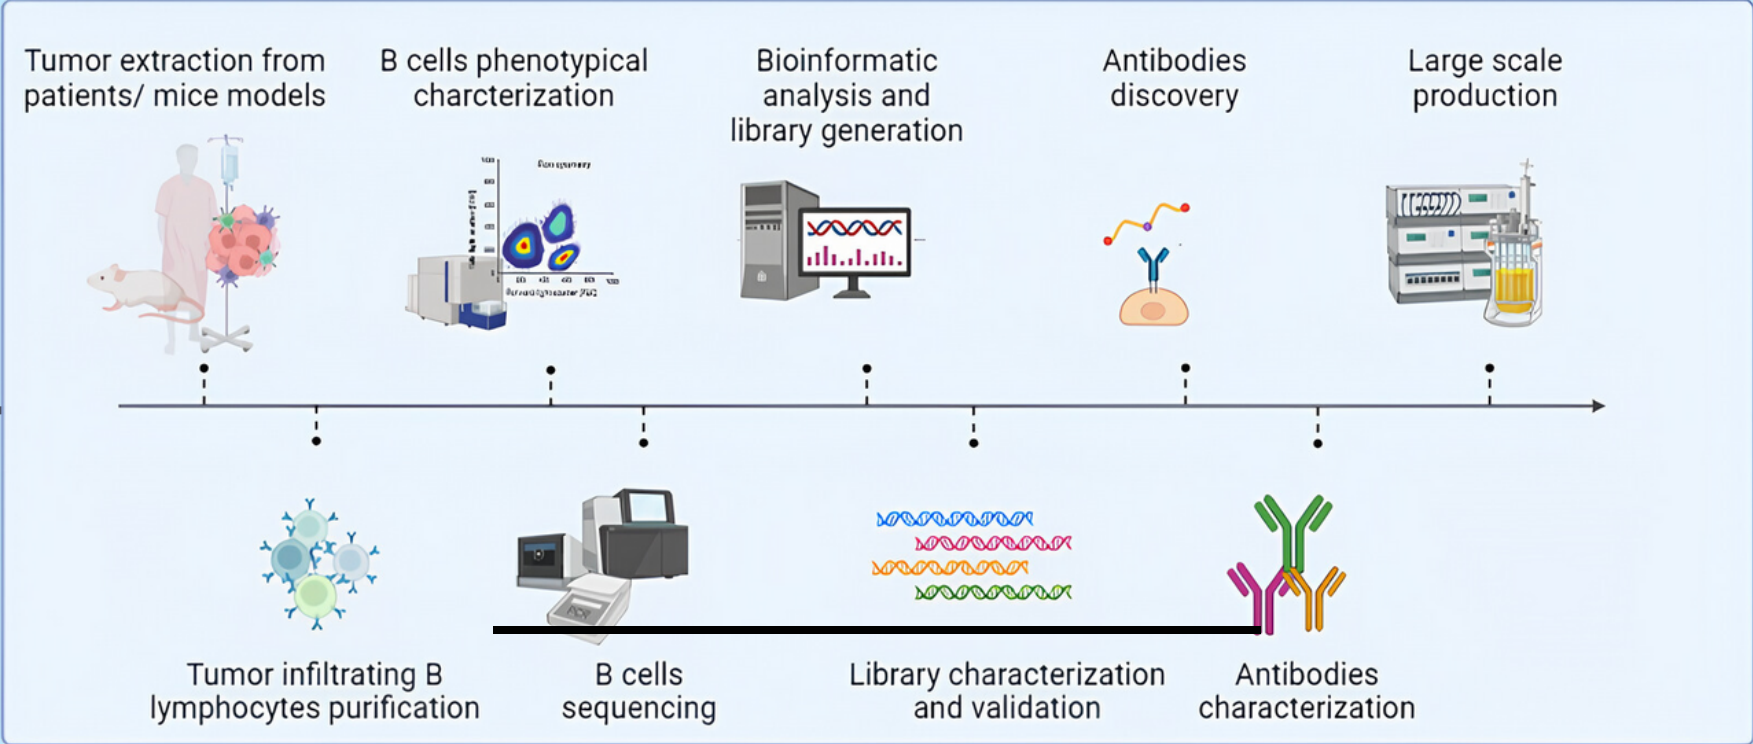 Tumor extraction from
patients/ mice models
B cells phenotypical
charcterization
Bioinformatic
analysis and
library generation
Antibodies
discovery
Large scale
production
Tumor infiltrating B
lymphocytes purification
B cells
sequencing
Library characterization
and validation
Antibodies
characterization